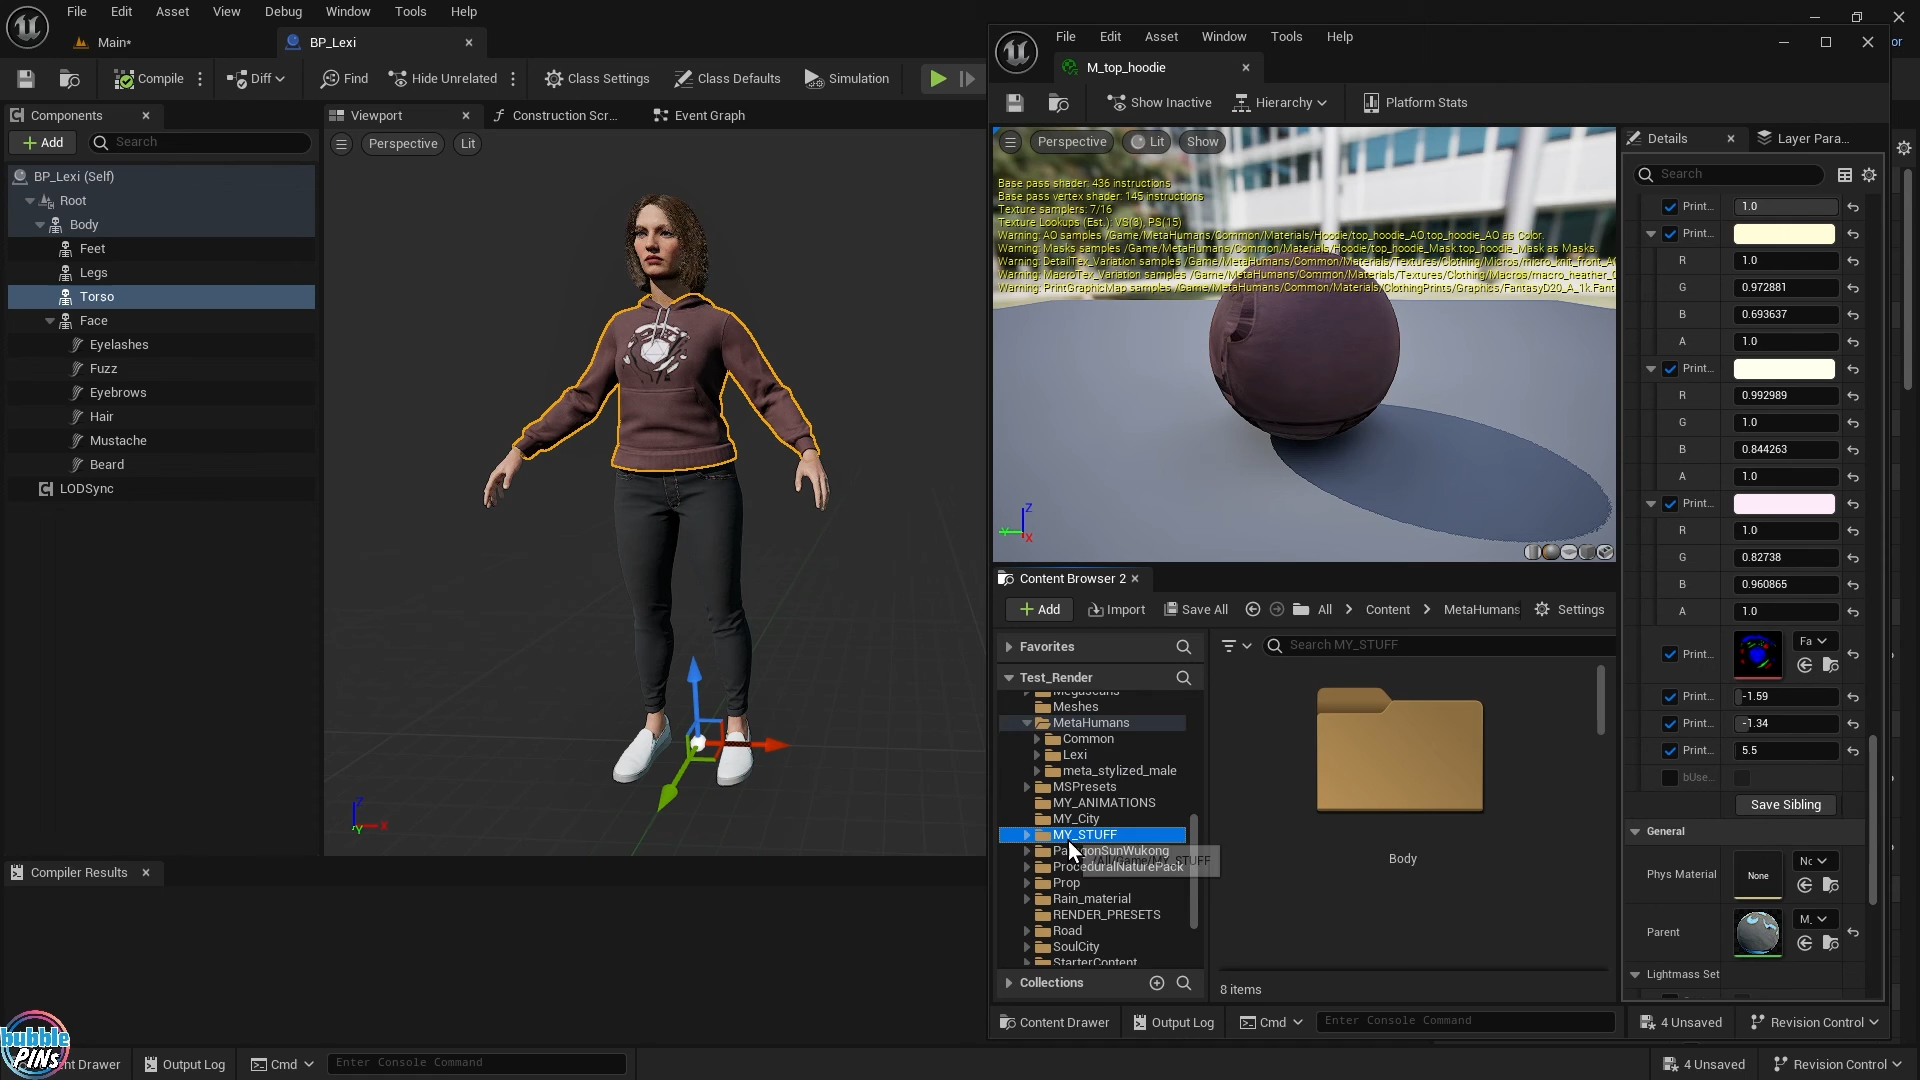 File Edit Asset View Debug Window Tools Help
Main* BP_Lexi
Compile Diff Find Hide Unrelated Class Settings Class Defaults Simulation
Components Viewport Construction Scr... Event Graph
Add Search Perspective Lit
BP_Lexi (Self)
Root
Body
Feet
Legs
Torso
Face
Eyelashes
Fuzz
Eyebrows
Hair
Mustache
Beard
LODSync
Z
X
Y
Compiler Results
bubble
PINs
ent Drawer Output Log Cmd Enter Console Command
4 Unsaved Revision Control
or
File Edit Asset Window Tools Help
M_top_hoodie
Show Inactive Hierarchy Platform Stats
Perspective Lit Show
Base pass shader: 436 instructions
Base pass vertex shader: 145 instructions
Texture samplers: 7/16
Texture Lookups (Est.): VS(3), PS(15)
Warning: AO samples /Game/MetaHumans/Common/Materials/Hoodie/top_hoodie_AO.top_hoodie_AO as Color.
Warning: Masks samples /Game/MetaHumans/Common/Materials/Hoodie/top_hoodie_Mask.top_hoodie_Mask as Masks.
Warning: DetailTex_Variation samples /Game/MetaHumans/Common/Materials/Textures/Clothing/Micros/micro_knit_front_A
Warning: MacroTex_Variation samples /Game/MetaHumans/Common/Materials/Textures/Clothing/Macros/macro_heather_
Warning: PrintGraphicMap samples /Game/MetaHumans/Common/Materials/ClothingPrints/Graphics/FantasyD20_A_1k.Fant
Z
Y
X
Content Browser 2
Add Import Save All All Content MetaHumans Settings
Favorites Search MY_STUFF
Test_Render
Megascans
Meshes
MetaHumans
Common
Lexi
meta_stylized_male
MSPresets
MY_ANIMATIONS
MY_City
MY_STUFF
ParagonSunWukong
/All/Game/MY_STUFF
ProceduralNaturePack
Prop
Rain_material
RENDER_PRESETS
Road
SoulCity
StarterContent
Collections
Body
8 items
Content Drawer Output Log Cmd Enter Console Command
4 Unsaved Revision Control
Details Layer Para...
Search
Print... 1.0
Print...
R 1.0
G 0.972881
B 0.693637
A 1.0
Print...
R 0.992989
G 1.0
B 0.844263
A 1.0
Print...
R 1.0
G 0.82738
B 0.960865
A 1.0
Print... Fa
Print... -1.59
Print... -1.34
Print... 5.5
bUse...
Save Sibling
General
Phys Material None Nc
Parent M.
Lightmass Set